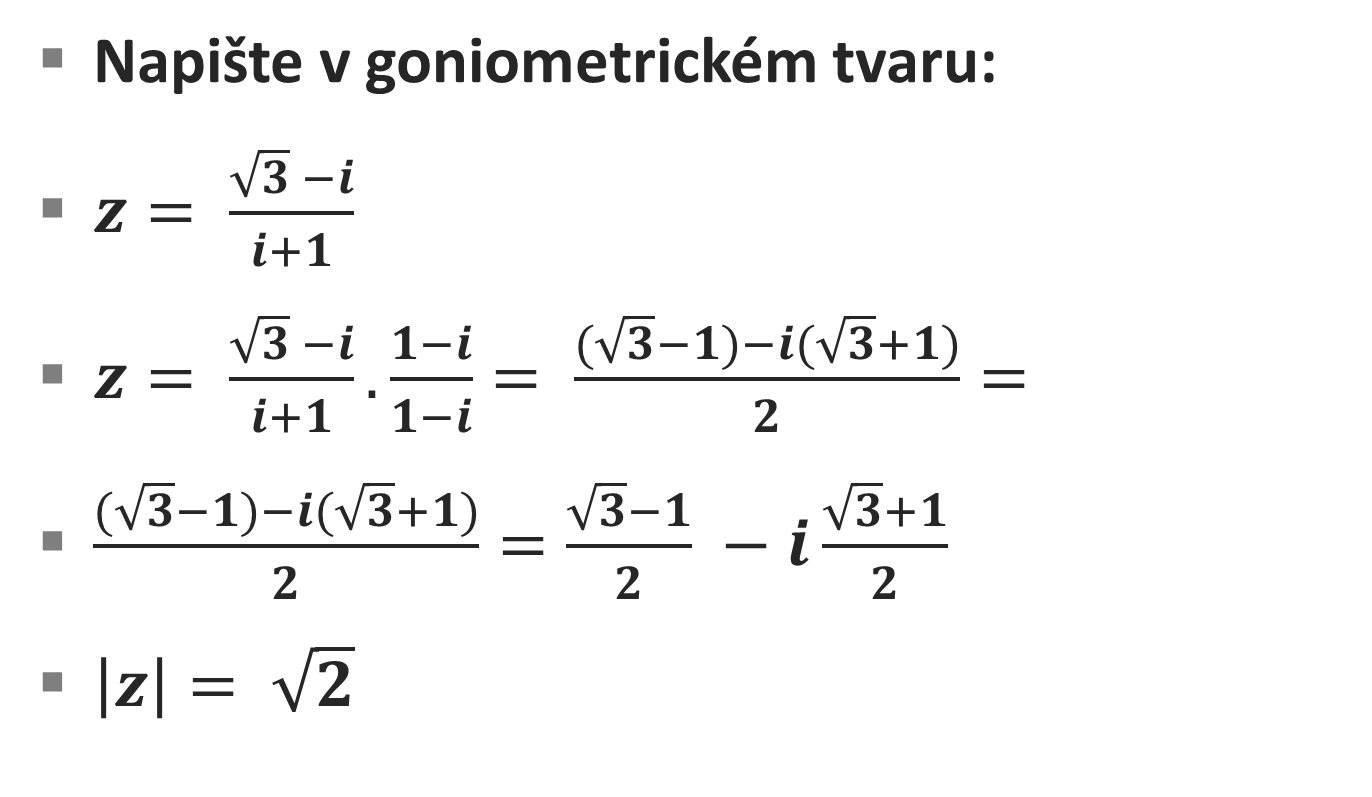 ▪ Napište v goniometrickém tvaru:
▪ z = (√3 −i)/(i+1)
▪ z = (√3 −i)/(i+1) . (1−i)/(1−i) = ((√3−1)−i(√3+1))/2 =
▪ ((√3−1)−i(√3+1))/2 = (√3−1)/2 − i (√3+1)/2
▪ |z| = √2